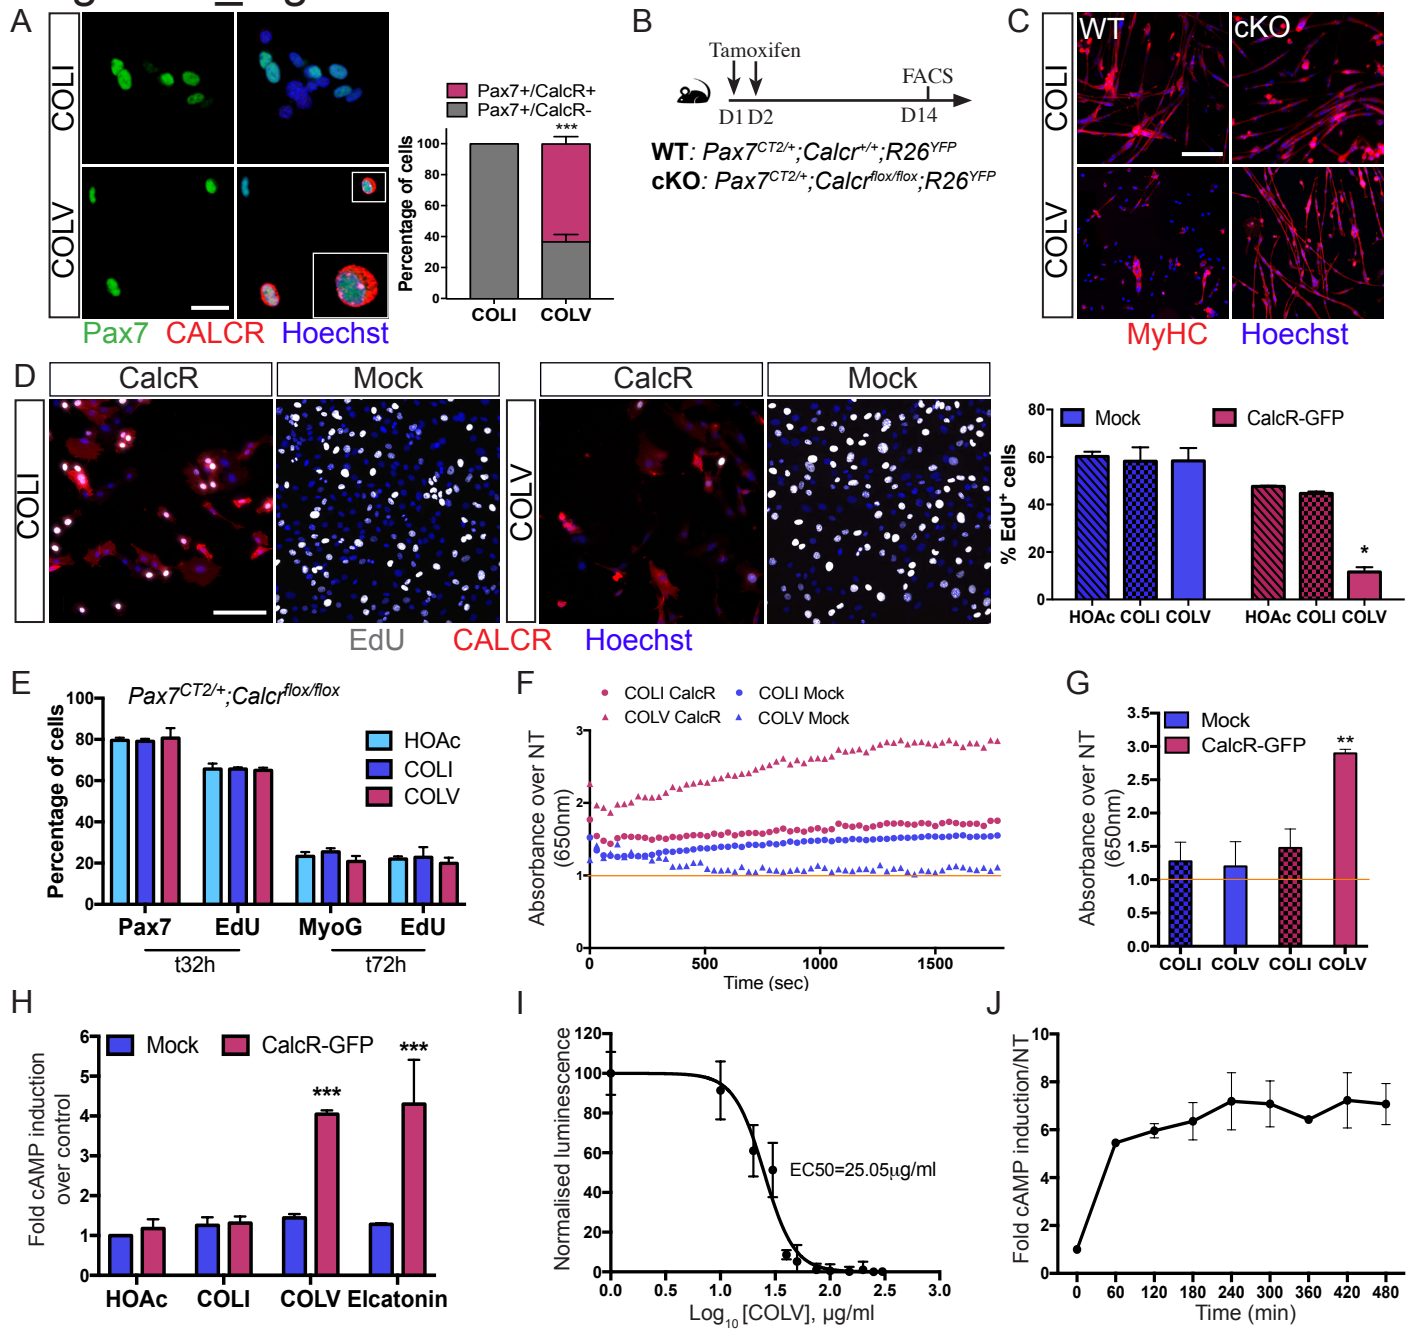 A
COLI
COLV
Pax7 CALCR Hoechst
Pax7+/CalcR+
Pax7+/CalcR-
***
Percentage of cells
100
80
60
40
20
0
COLI COLV
B
Tamoxifen
FACS
D1 D2 D14
WT: Pax7CT2/+;Calcr+/+;R26YFP
cKO: Pax7CT2/+;Calcrflox/flox;R26YFP
C
WT cKO
COLI
COLV
MyHC Hoechst
D
CalcR Mock CalcR Mock
COLI
COLV
EdU CALCR Hoechst
% EdU+ cells
80
60
40
20
0
Mock CalcR-GFP
*
HOAc COLI COLV HOAc COLI COLV
E
Pax7CT2/+;Calcrflox/flox
Percentage of cells
100
80
60
40
20
0
HOAc
COLI
COLV
Pax7 EdU MyoG EdU
t32h t72h
F
COLI CalcR COLI Mock
COLV CalcR COLV Mock
Absorbance over NT
(650nm)
3
2
1
0
0 500 1000 1500
Time (sec)
G
Absorbance over NT
(650nm)
3.5
3.0
2.5
2.0
1.5
1.0
0.5
0.0
Mock
CalcR-GFP
**
COLI COLV COLI COLV
H
Fold cAMP induction
over control
6
5
4
3
2
1
0
Mock CalcR-GFP
***
***
HOAc COLI COLV Elcatonin
I
Normalised luminescence
120
100
80
60
40
20
0
EC50=25.05µg/ml
0.0 0.5 1.0 1.5 2.0 2.5 3.0
Log10 [COLV], µg/ml
J
Fold cAMP induction/NT
10
8
6
4
2
0
0 60 120 180 240 300 360 420 480
Time (min)